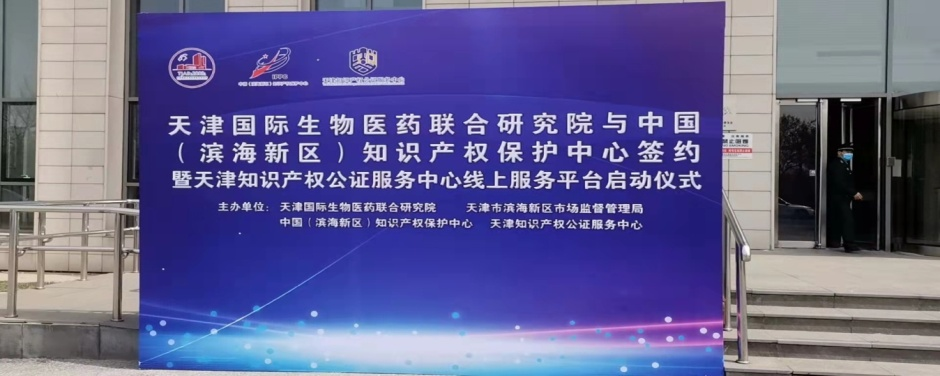 IPPC
天津国际生物医药联合研究院与中国
（滨海新区）知识产权保护中心签约
暨天津知识产权公证服务中心线上服务平台启动仪式
主办单位：天津国际生物医药联合研究院 天津市滨海新区市场监督管理局
中国（滨海新区）知识产权保护中心 天津知识产权公证服务中心